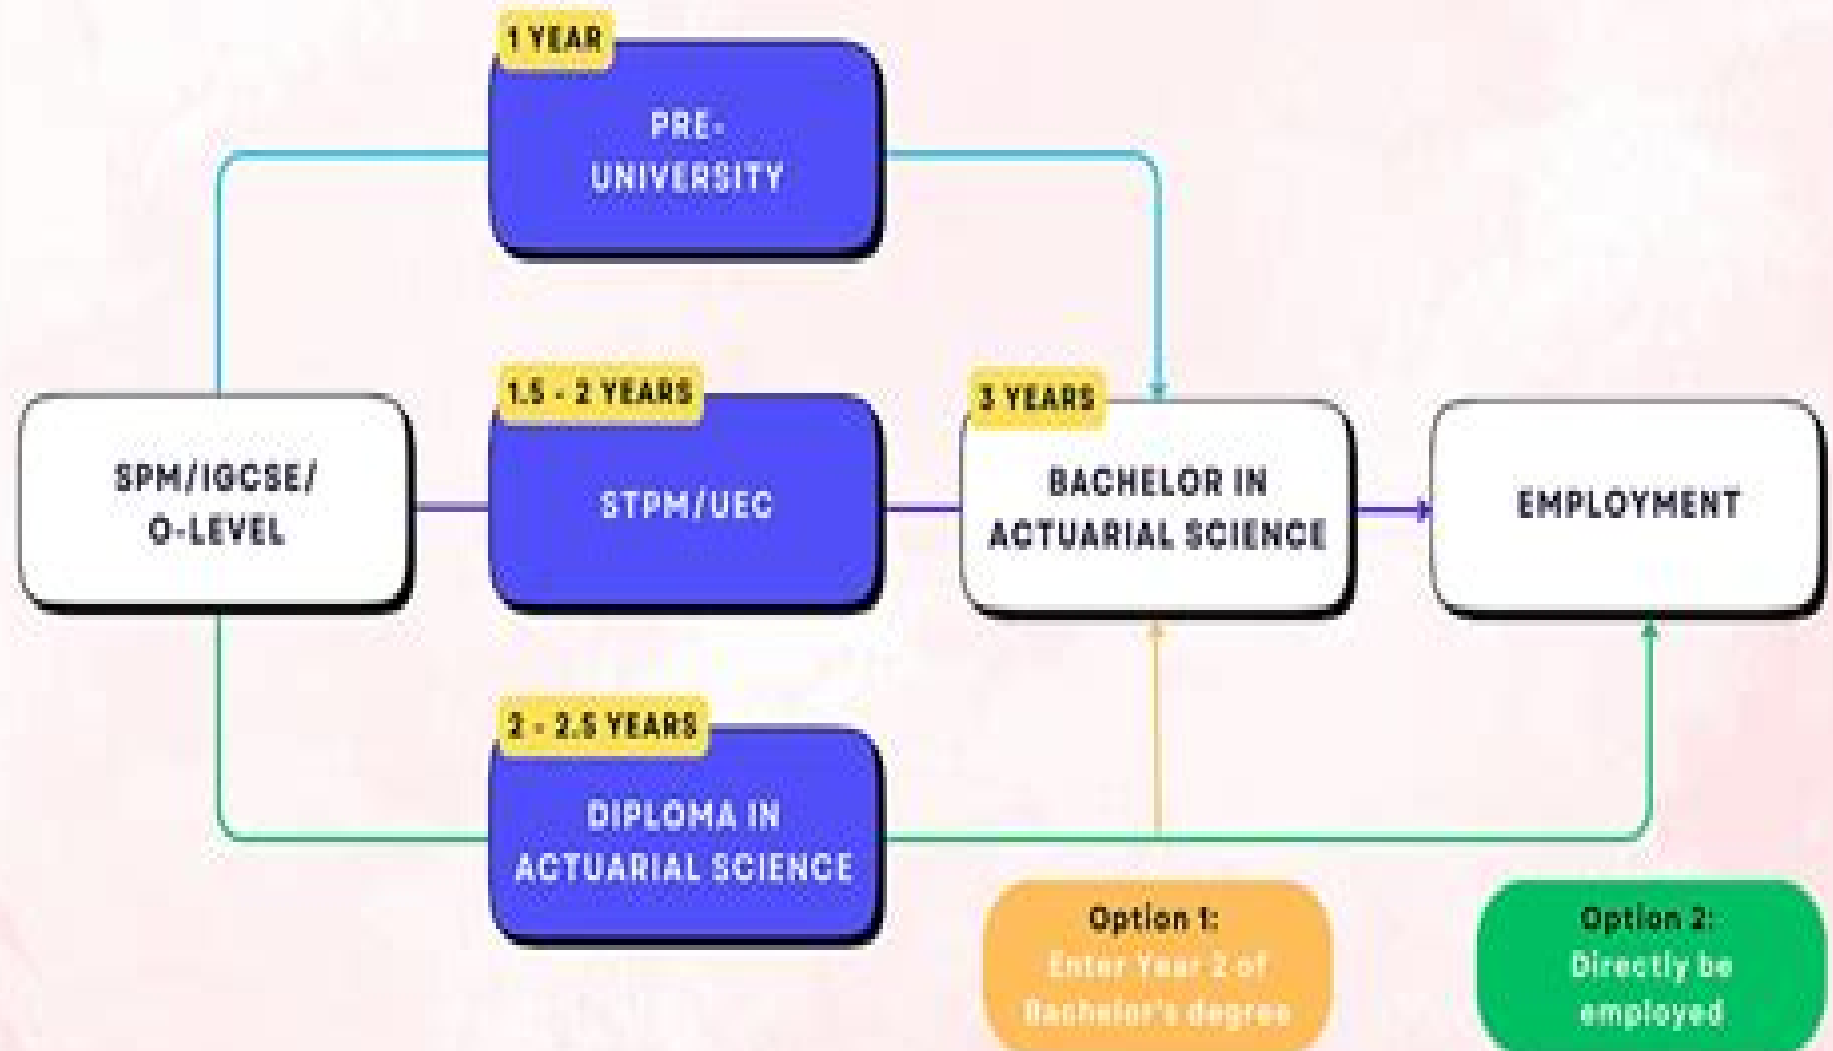 1 YEAR
PRE-
UNIVERSITY
SPM/IGCSE/
O-LEVEL
1.5 - 2 YEARS
STPM/UEC
3 YEARS
BACHELOR IN
ACTUARIAL SCIENCE
EMPLOYMENT
2 - 2.5 YEARS
DIPLOMA IN
ACTUARIAL SCIENCE
Option 1:
Enter Year 2 of
Bachelor's degree
Option 2:
Directly be
employed